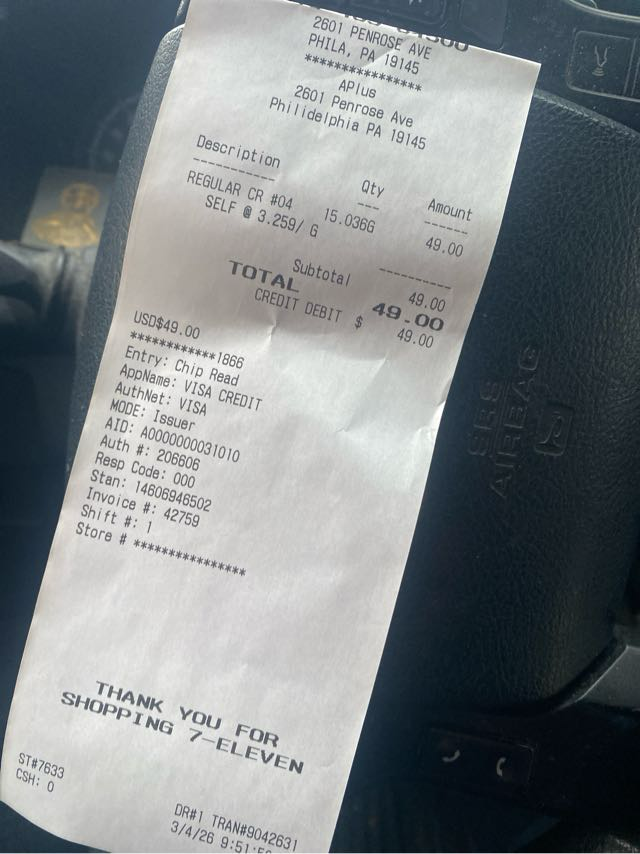 2601 PENROSE AVE
PHILA, PA 19145
****************
APlus
2601 Penrose Ave
Philadelphia PA 19145
Description Qty Amount
REGULAR CR #04 15.036G 49.00
SELF @ 3.259/ G
Subtotal 49.00
TOTAL 49.00
CREDIT DEBIT $ 49.00
USD$49.00
************1866
Entry: Chip Read
AppName: VISA CREDIT
AuthNet: VISA
MODE: Issuer
AID: A0000000031010
Auth #: 206606
Resp Code: 000
Stan: 14606946502
Invoice #: 42759
Shift #: 1
Store # ****************
THANK YOU FOR
SHOPPING 7-ELEVEN
ST#7633
CSH: 0
DR#1 TRAN#9042631
3/4/26
SRS
AIRBAG